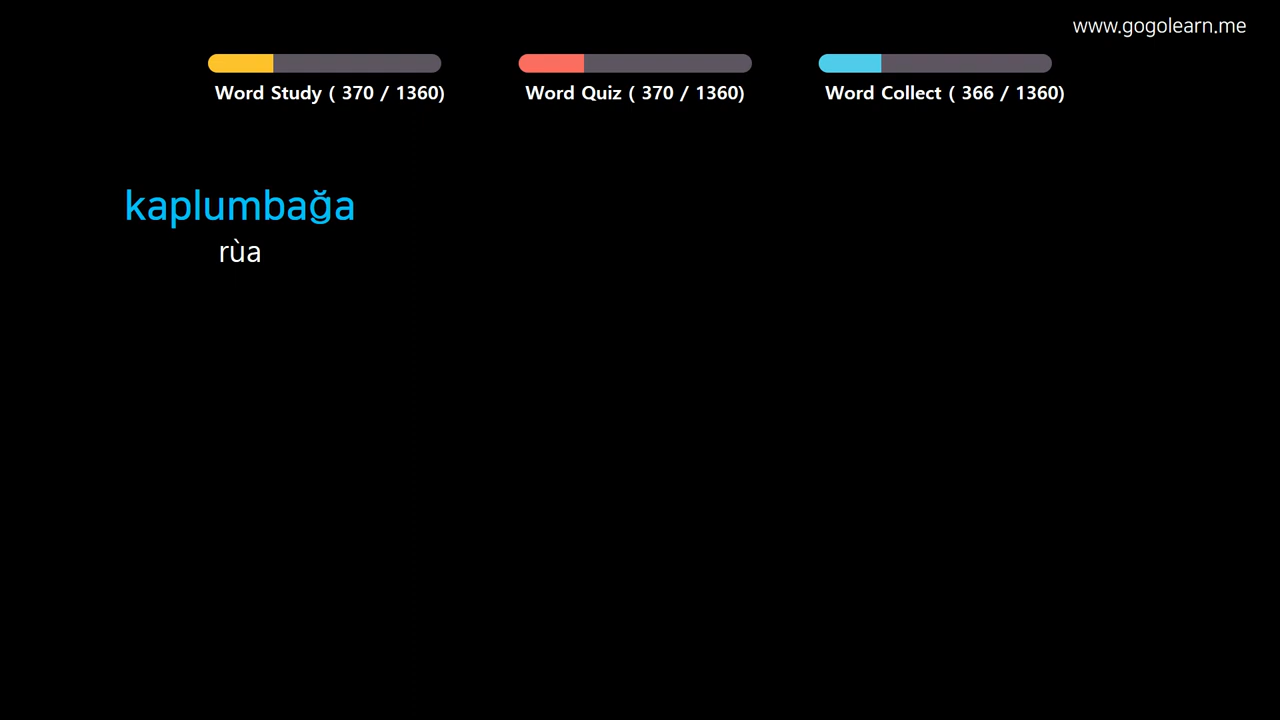 www.gogolearn.me
Word Study ( 370 / 1360)
Word Quiz ( 370 / 1360)
Word Collect ( 366 / 1360)
kaplumbağa
rùa